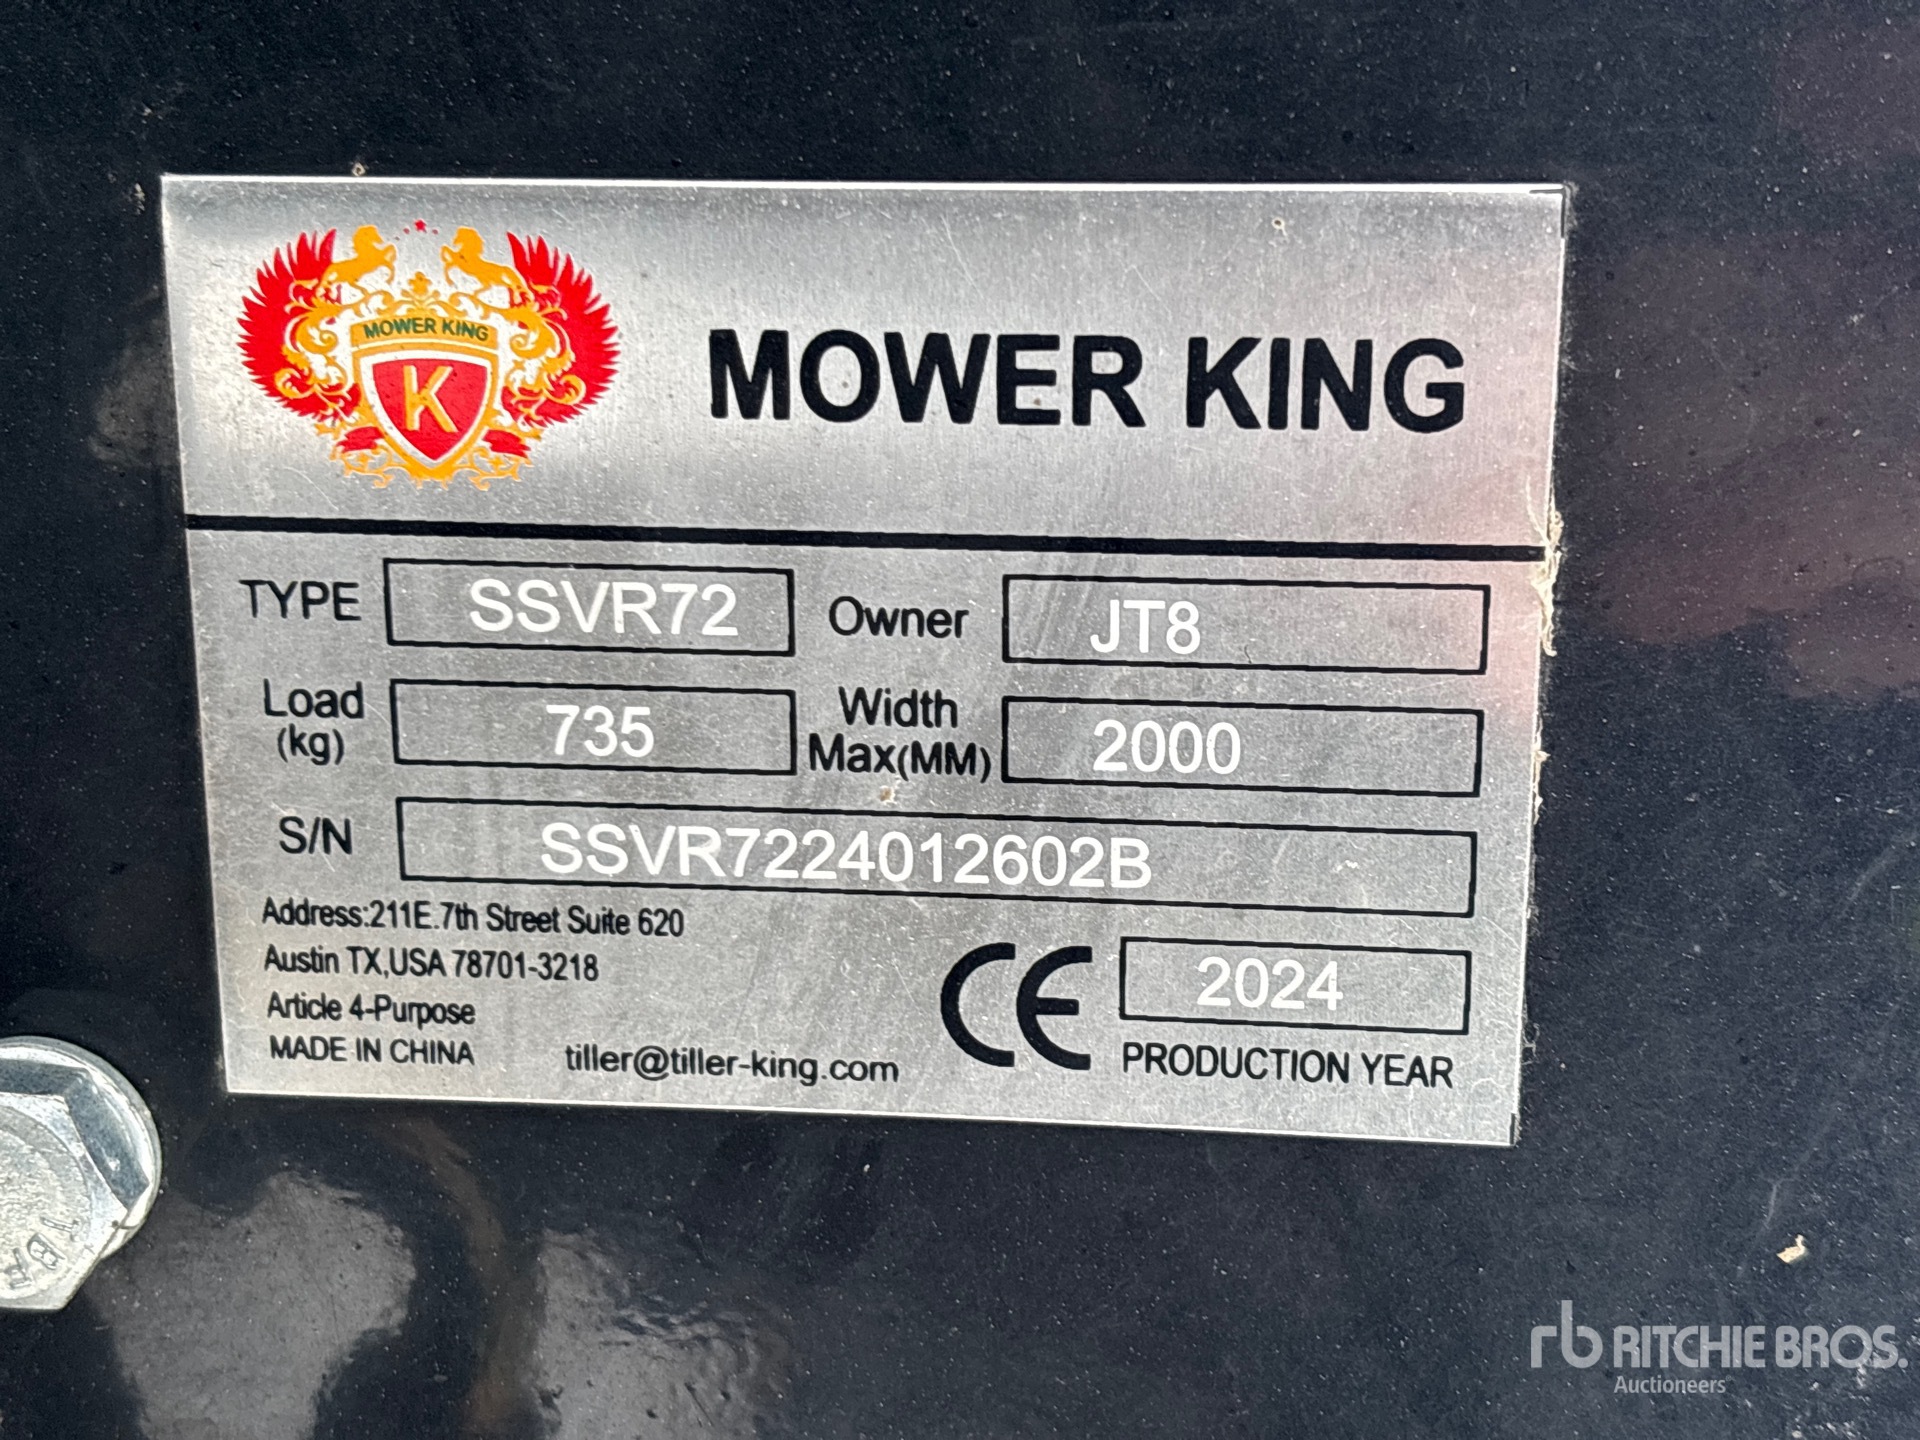 MOWER KING
K
MOWER KING
TYPE SSVR72 Owner JT8
Load (kg) 735 Width Max(MM) 2000
S/N SSVR7224012602B
Address:211E.7th Street Suite 620
Austin TX,USA 78701-3218
Article 4-Purpose
MADE IN CHINA
tiller@tiller-king.com
CE
2024
PRODUCTION YEAR
rb RITCHIE BROS.
Auctioneers